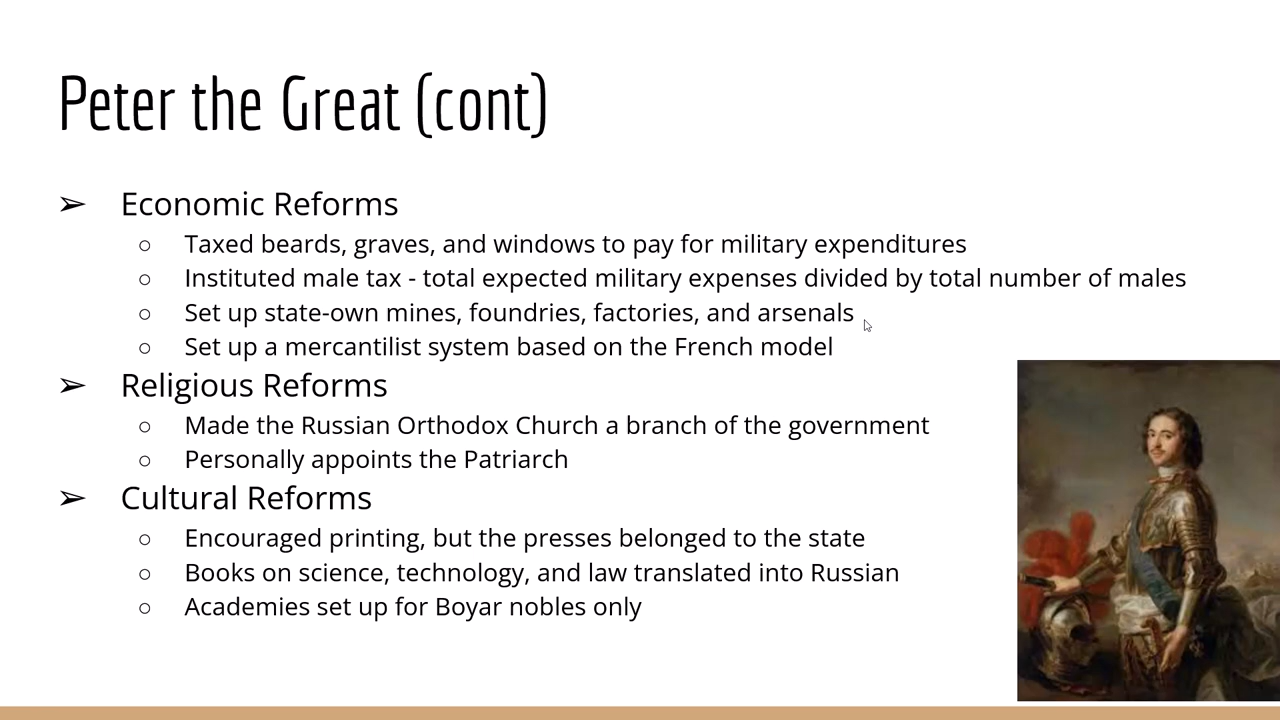 Peter the Great (cont)
➢ Economic Reforms
○ Taxed beards, graves, and windows to pay for military expenditures
○ Instituted male tax - total expected military expenses divided by total number of males
○ Set up state-own mines, foundries, factories, and arsenals
○ Set up a mercantilist system based on the French model
➢ Religious Reforms
○ Made the Russian Orthodox Church a branch of the government
○ Personally appoints the Patriarch
➢ Cultural Reforms
○ Encouraged printing, but the presses belonged to the state
○ Books on science, technology, and law translated into Russian
○ Academies set up for Boyar nobles only